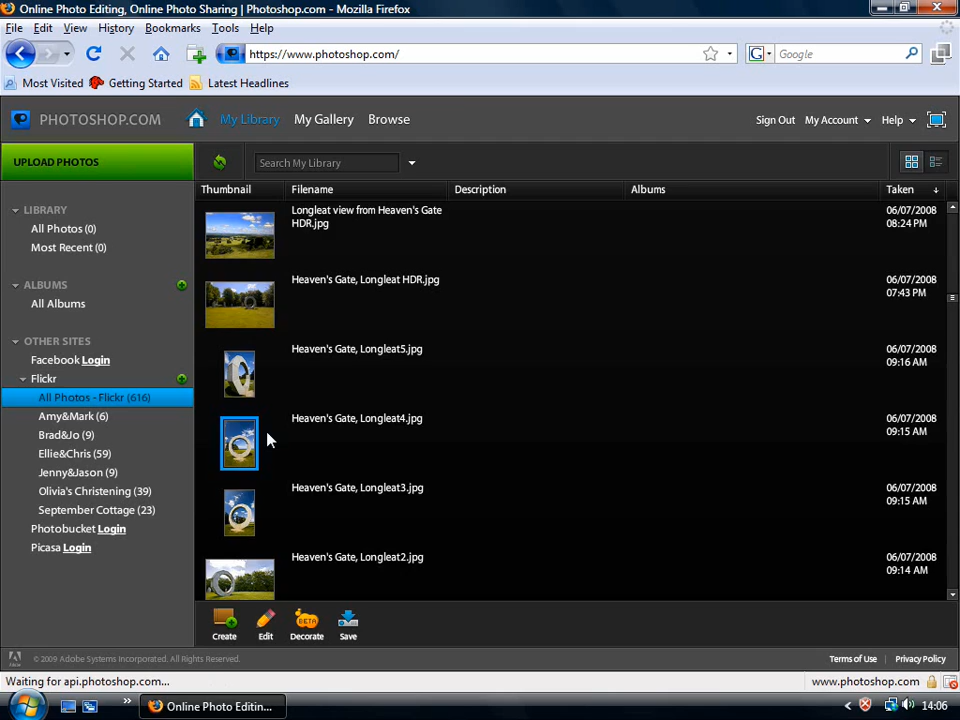 Online Photo Editing, Online Photo Sharing | Photoshop.com - Mozilla Firefox
File Edit View History Bookmarks Tools Help
https://www.photoshop.com/
G Google
Most Visited Getting Started Latest Headlines
PHOTOSHOP.COM My Library My Gallery Browse Sign Out My Account Help
UPLOAD PHOTOS
Search My Library
Thumbnail Filename Description Albums Taken
LIBRARY
All Photos (0)
Most Recent (0)
ALBUMS
All Albums
OTHER SITES
Facebook Login
Flickr
All Photos - Flickr (616)
Amy&Mark (6)
Brad&Jo (9)
Ellie&Chris (59)
Jenny&Jason (9)
Olivia's Christening (39)
September Cottage (23)
Photobucket Login
Picasa Login
Longleat view from Heaven's Gate
HDR.jpg
06/07/2008
08:24 PM
Heaven's Gate, Longleat HDR.jpg
06/07/2008
07:43 PM
Heaven's Gate, Longleat5.jpg
06/07/2008
09:16 AM
Heaven's Gate, Longleat4.jpg
06/07/2008
09:15 AM
Heaven's Gate, Longleat3.jpg
06/07/2008
09:15 AM
Heaven's Gate, Longleat2.jpg
06/07/2008
09:14 AM
BETA
Create Edit Decorate Save
© 2009 Adobe Systems Incorporated. All Rights Reserved. Terms of Use Privacy Policy
Waiting for api.photoshop.com... www.photoshop.com
Online Photo Editin... 14:06